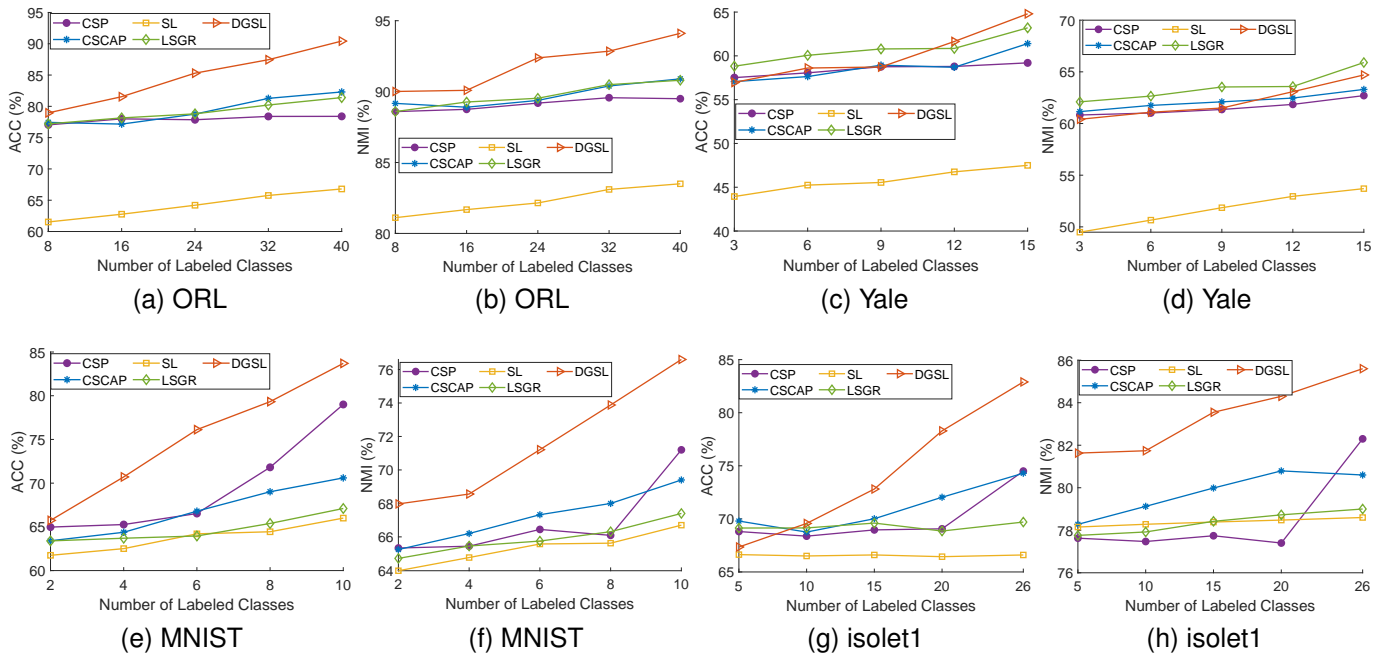 95
90
85
80
75
70
65
60
ACC (%)
CSP SL DGSL
CSCAP LSGR
8 16 24 32 40
Number of Labeled Classes
(a) ORL
95
90
85
80
NMI (%)
CSP SL DGSL
CSCAP LSGR
8 16 24 32 40
Number of Labeled Classes
(b) ORL
65
60
55
50
45
40
ACC (%)
CSP SL DGSL
CSCAP LSGR
3 6 9 12 15
Number of Labeled Classes
(c) Yale
70
65
60
55
50
NMI (%)
CSP SL DGSL
CSCAP LSGR
3 6 9 12 15
Number of Labeled Classes
(d) Yale
85
80
75
70
65
60
ACC (%)
CSP SL DGSL
CSCAP LSGR
2 4 6 8 10
Number of Labeled Classes
(e) MNIST
76
74
72
70
68
66
64
NMI (%)
CSP SL DGSL
CSCAP LSGR
2 4 6 8 10
Number of Labeled Classes
(f) MNIST
85
80
75
70
65
ACC (%)
CSP SL DGSL
CSCAP LSGR
5 10 15 20 26
Number of Labeled Classes
(g) isolet1
86
84
82
80
78
76
NMI (%)
CSP SL DGSL
CSCAP LSGR
5 10 15 20 26
Number of Labeled Classes
(h) isolet1